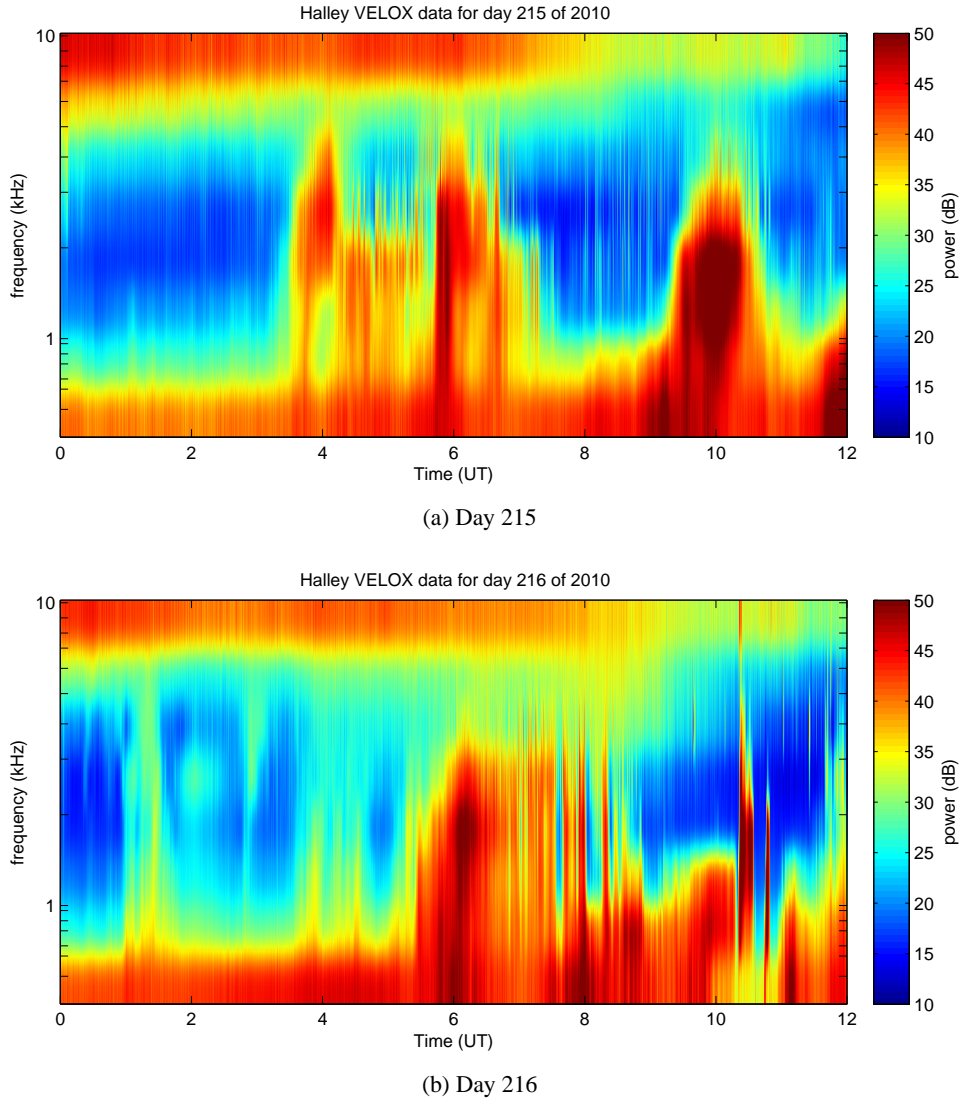 Halley VELOX data for day 215 of 2010
10
1
frequency (kHz)
0 2 4 6 8 10 12
Time (UT)
50
45
40
35
30
25
20
15
10
power (dB)
(a) Day 215
Halley VELOX data for day 216 of 2010
10
1
frequency (kHz)
0 2 4 6 8 10 12
Time (UT)
50
45
40
35
30
25
20
15
10
power (dB)
(b) Day 216